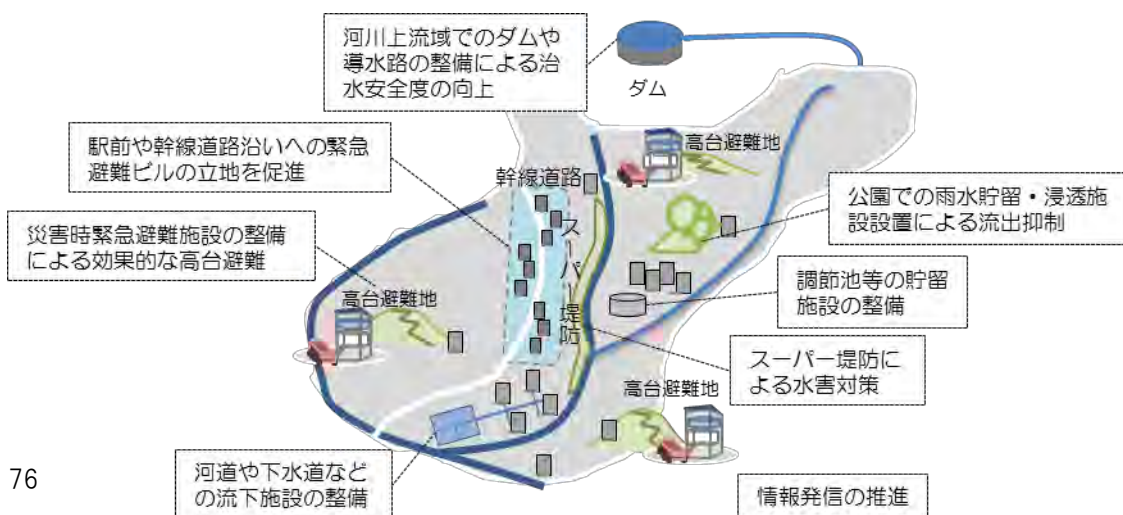 河川上流域でのダムや
導水路の整備による治
水安全度の向上
ダム
駅前や幹線道路沿いへの緊急
避難ビルの立地を促進
高台避難地
幹線道路
公園での雨水貯留・浸透施
設設置による流出抑制
災害時緊急避難施設の整備
による効果的な高台避難
スーパー堤防
調節池等の貯留
施設の整備
高台避難地
スーパー堤防に
よる水害対策
高台避難地
河道や下水道など
の流下施設の整備
情報発信の推進
76